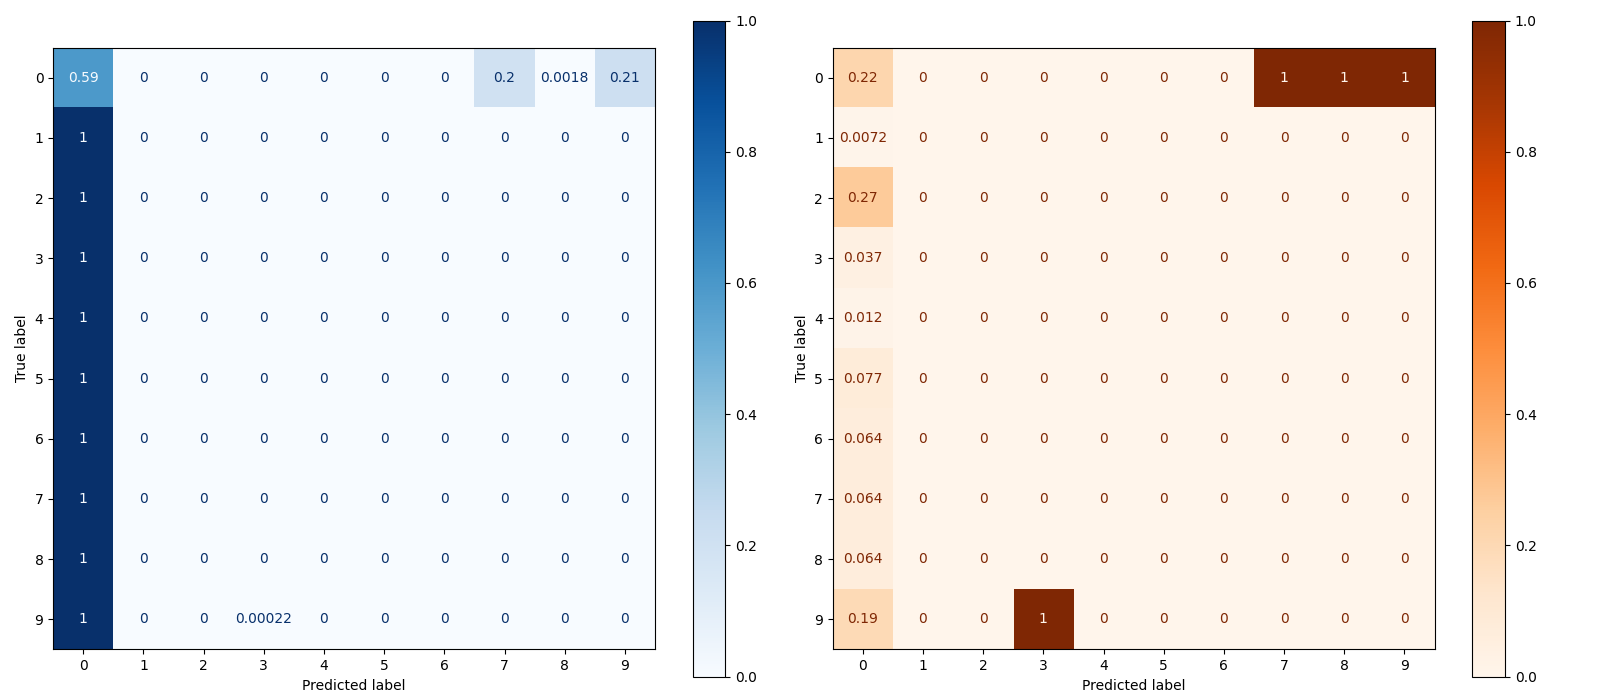 0 0.59 0 0 0 0 0 0 0.2 0.0018 0.21
1 1 0 0 0 0 0 0 0 0 0
2 1 0 0 0 0 0 0 0 0 0
3 1 0 0 0 0 0 0 0 0 0
4 1 0 0 0 0 0 0 0 0 0
5 1 0 0 0 0 0 0 0 0 0
6 1 0 0 0 0 0 0 0 0 0
7 1 0 0 0 0 0 0 0 0 0
8 1 0 0 0 0 0 0 0 0 0
9 1 0 0 0.00022 0 0 0 0 0 0
0 1 2 3 4 5 6 7 8 9
True label
Predicted label
1.0
0.8
0.6
0.4
0.2
0.0
0 0.22 0 0 0 0 0 0 1 1 1
1 0.0072 0 0 0 0 0 0 0 0 0
2 0.27 0 0 0 0 0 0 0 0 0
3 0.037 0 0 0 0 0 0 0 0 0
4 0.012 0 0 0 0 0 0 0 0 0
5 0.077 0 0 0 0 0 0 0 0 0
6 0.064 0 0 0 0 0 0 0 0 0
7 0.064 0 0 0 0 0 0 0 0 0
8 0.064 0 0 0 0 0 0 0 0 0
9 0.19 0 0 1 0 0 0 0 0 0
0 1 2 3 4 5 6 7 8 9
True label
Predicted label
1.0
0.8
0.6
0.4
0.2
0.0